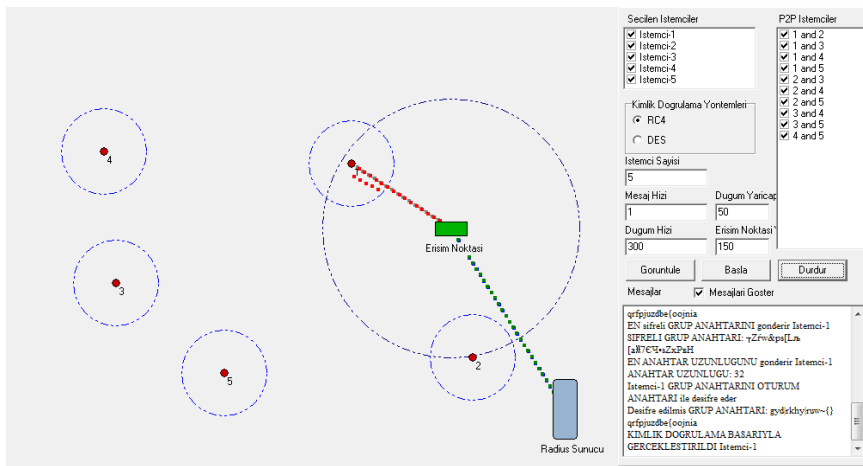 4
3
5
1
2
Erisim Noktasi
Radius Sunucu
Secilen Istemciler
Istemci-1
Istemci-2
Istemci-3
Istemci-4
Istemci-5
P2P Istemciler
1 and 2
1 and 3
1 and 4
1 and 5
2 and 3
2 and 4
2 and 5
3 and 4
3 and 5
4 and 5
Kimlik Dogrulama Yontemleri
RC4
DES
Istemci Sayisi
5
Mesaj Hizi
1
Dugum Yaricap
50
Dugum Hizi
300
Erisim Noktasi
150
Goruntule
Basla
Durdur
Mesajlar
Mesajlari Goster
qrfpjuzdbe{oojnia
EN sifreli GRUP ANAHTARINI gonderir Istemci-1
SIFRELI GRUP ANAHTARI:
EN ANAHTAR UZUNLUGUNU gonderir Istemci-1
ANAHTAR UZUNLUGU: 32
Istemci-1 GRUP ANAHTARINI OTURUM
ANAHTARI ile desifre eder
Desifre edilmis GRUP ANAHTARI: gyd|rkhy|ruw~{}
qrfpjuzdbe{oojnia
KIMLIK DOGRULAMA BASARIYLA
GERCEKLESTIRILDI Istemci-1